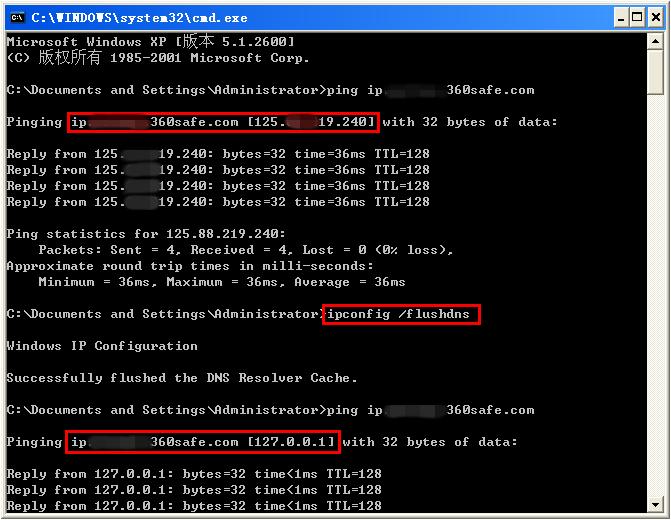 C:\WINDOWS\system32\cmd.exe
Microsoft Windows XP [版本 5.1.2600]
(C) 版权所有 1985-2001 Microsoft Corp.
C:\Documents and Settings\Administrator>ping ip. 360safe.com
Pinging ip. 360safe.com [125. 19.240] with 32 bytes of data:
Reply from 125. 19.240: bytes=32 time=36ms TTL=128
Reply from 125. 19.240: bytes=32 time=36ms TTL=128
Reply from 125. 19.240: bytes=32 time=36ms TTL=128
Reply from 125. 19.240: bytes=32 time=36ms TTL=128
Ping statistics for 125.88.219.240:
Packets: Sent = 4, Received = 4, Lost = 0 (0% loss),
Approximate round trip times in milli-seconds:
Minimum = 36ms, Maximum = 36ms, Average = 36ms
C:\Documents and Settings\Administrator>ipconfig /flushdns
Windows IP Configuration
Successfully flushed the DNS Resolver Cache.
C:\Documents and Settings\Administrator>ping ip. 360safe.com
Pinging ip. 360safe.com [127.0.0.1] with 32 bytes of data:
Reply from 127.0.0.1: bytes=32 time<1ms TTL=128
Reply from 127.0.0.1: bytes=32 time<1ms TTL=128
Reply from 127.0.0.1: bytes=32 time<1ms TTL=128